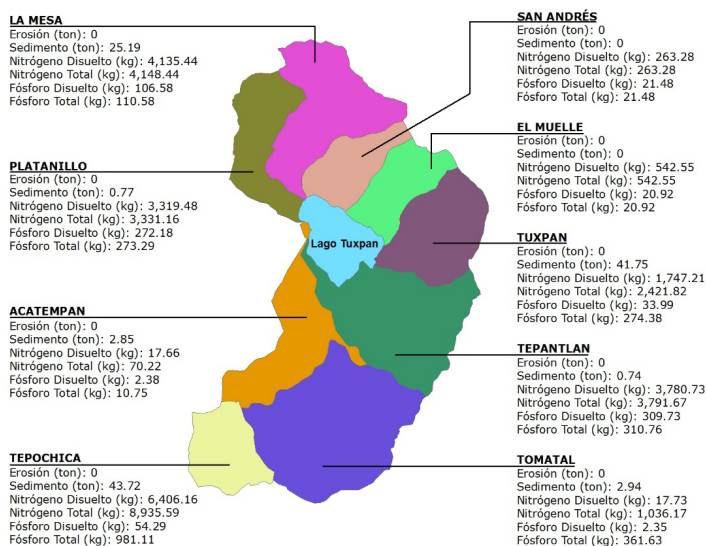 LA MESA
Erosión (ton): 0
Sedimento (ton): 25.19
Nitrógeno Disuelto (kg): 4,135.44
Nitrógeno Total (kg): 4,148.44
Fósforo Disuelto (kg): 106.58
Fósforo Total (kg): 110.58
SAN ANDRÉS
Erosión (ton): 0
Sedimento (ton): 0
Nitrógeno Disuelto (kg): 263.28
Nitrógeno Total (kg): 263.28
Fósforo Disuelto (kg): 21.48
Fósforo Total (kg): 21.48
EL MUELLE
Erosión (ton): 0
Sedimento (ton): 0
Nitrógeno Disuelto (kg): 542.55
Nitrógeno Total (kg): 542.55
Fósforo Disuelto (kg): 20.92
Fósforo Total (kg): 20.92
PLATANILLO
Erosión (ton): 0
Sedimento (ton): 0.77
Nitrógeno Disuelto (kg): 3,319.48
Nitrógeno Total (kg): 3,331.16
Fósforo Disuelto (kg): 272.18
Fósforo Total (kg): 273.29
Lago Tuxpan
TUXPAN
Erosión (ton): 0
Sedimento (ton): 41.75
Nitrógeno Disuelto (kg): 1,747.21
Nitrógeno Total (kg): 2,421.82
Fósforo Disuelto (kg): 33.99
Fósforo Total (kg): 274.38
ACATEMPAN
Erosión (ton): 0
Sedimento (ton): 2.85
Nitrógeno Disuelto (kg): 17.66
Nitrógeno Total (kg): 70.22
Fósforo Disuelto (kg): 2.38
Fósforo Total (kg): 10.75
TEPANTLAN
Erosión (ton): 0
Sedimento (ton): 0.74
Nitrógeno Disuelto (kg): 3,780.73
Nitrógeno Total (kg): 3,791.67
Fósforo Disuelto (kg): 309.73
Fósforo Total (kg): 310.76
TEPOCHICA
Erosión (ton): 0
Sedimento (ton): 43.72
Nitrógeno Disuelto (kg): 6,406.16
Nitrógeno Total (kg): 8,935.59
Fósforo Disuelto (kg): 54.29
Fósforo Total (kg): 981.11
TOMATAL
Erosión (ton): 0
Sedimento (ton): 2.94
Nitrógeno Disuelto (kg): 17.73
Nitrógeno Total (kg): 1,036.17
Fósforo Disuelto (kg): 2.35
Fósforo Total (kg): 361.63